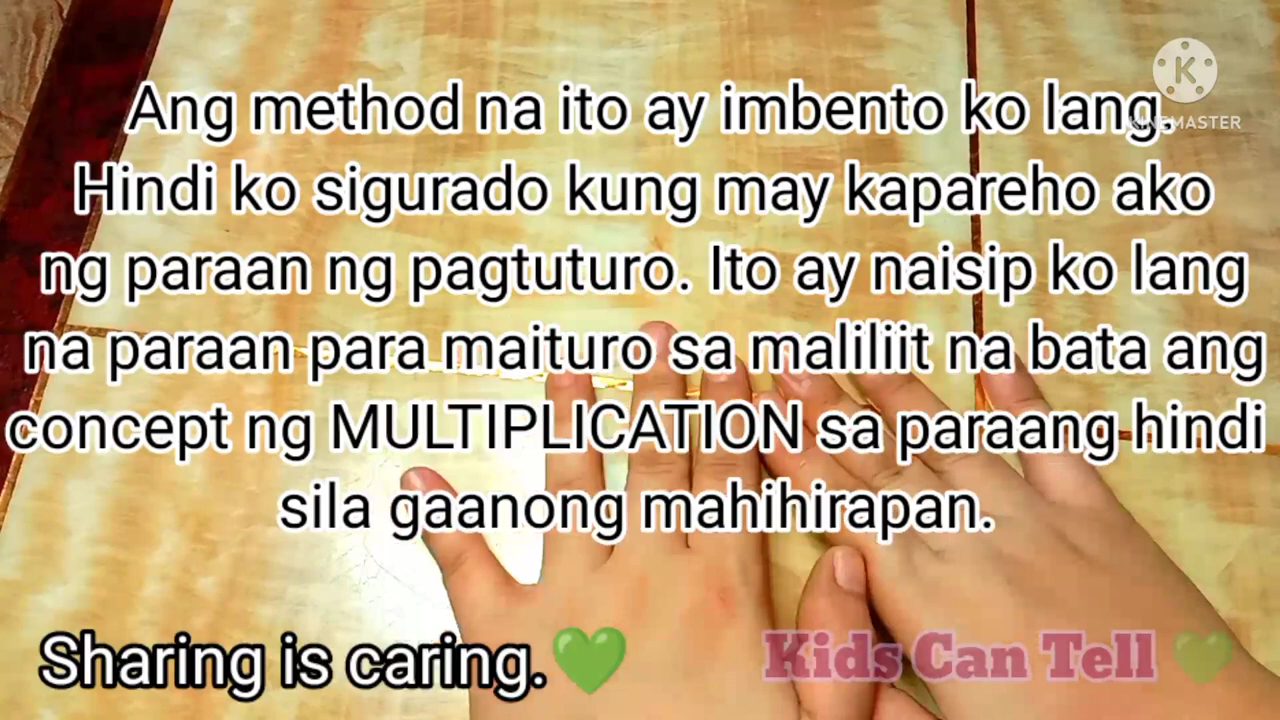 Ang method na ito ay imbento ko lang.
KINEMASTER
Hindi ko sigurado kung may kapareho ako
ng paraan ng pagtuturo. Ito ay naisip ko lang
na paraan para maituro sa maliliit na bata ang
concept ng MULTIPLICATION sa paraang hindi
sila gaanong mahihirapan.
Sharing is caring.💚
Kids Can Tell 💚